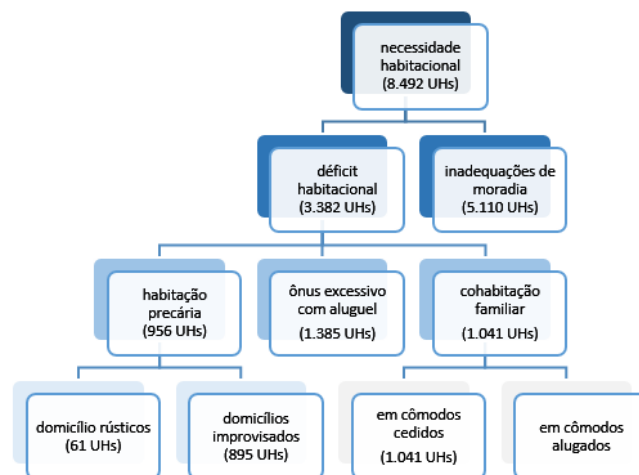 necessidade
habitacional
(8.492 UHs)
déficit
habitacional
(3.382 UHs)
inadequações de
moradia
(5.110 UHs)
habitação
precária
(956 UHs)
ônus excessivo
com aluguel
(1.385 UHs)
cohabitação
familiar
(1.041 UHs)
domicílio rústicos
(61 UHs)
domicílios
improvisados
(895 UHs)
em cômodos
cedidos
(1.041 UHs)
em cômodos
alugados